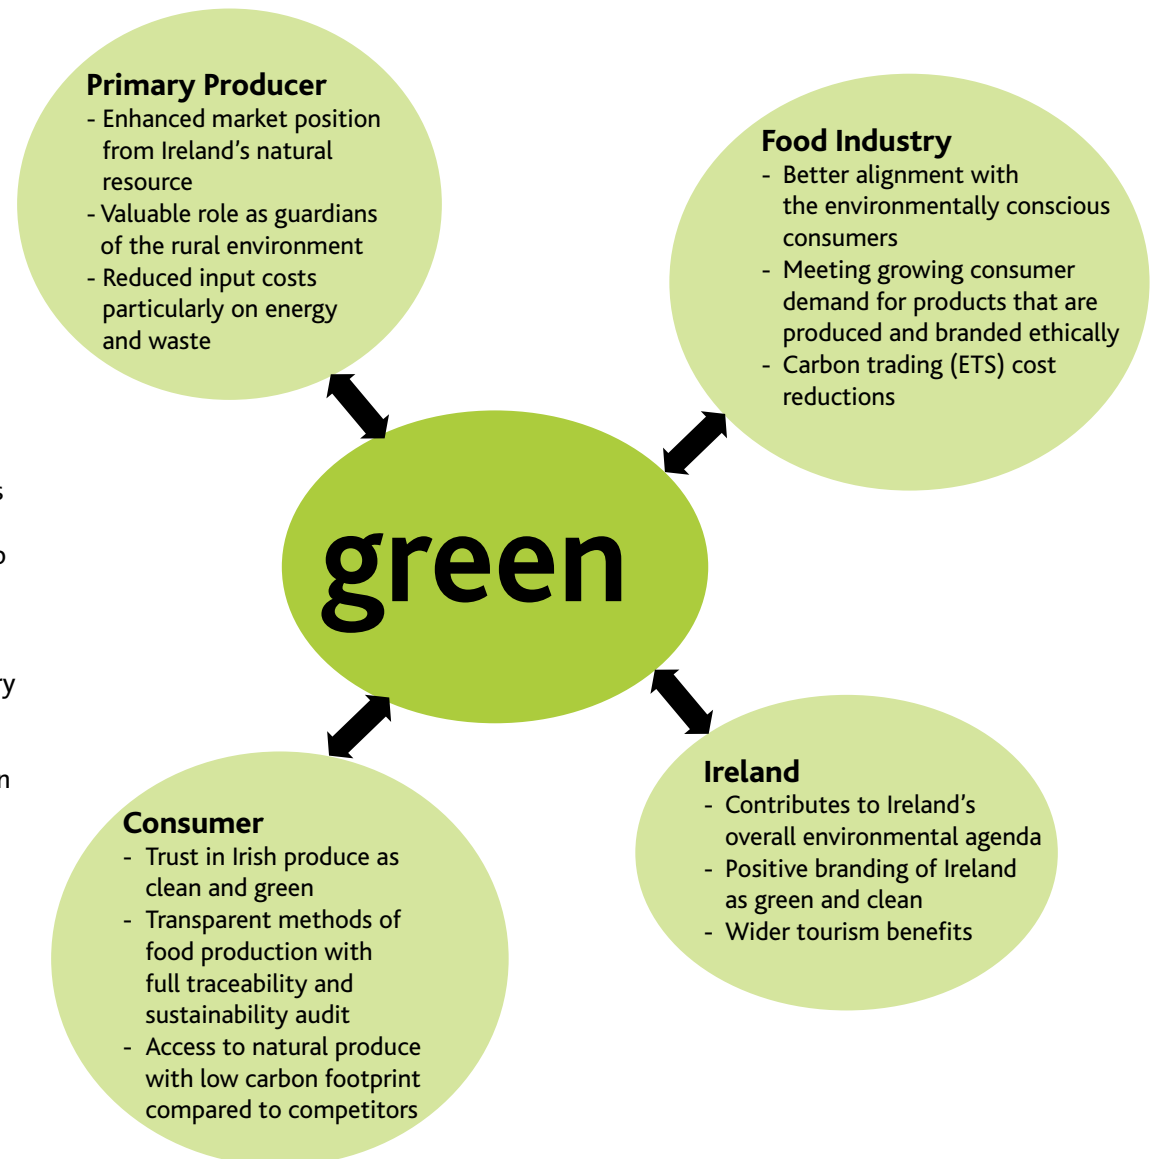 Primary Producer
- Enhanced market position
from Ireland's natural
resource
- Valuable role as guardians
of the rural environment
- Reduced input costs
particularly on energy
and waste
Food Industry
- Better alignment with
the environmentally conscious
consumers
- Meeting growing consumer
demand for products that are
produced and branded ethically
- Carbon trading (ETS) cost
reductions
green
Consumer
- Trust in Irish produce as
clean and green
- Transparent methods of
food production with
full traceability and
sustainability audit
- Access to natural produce
with low carbon footprint
compared to competitors
Ireland
- Contributes to Ireland's
overall environmental agenda
- Positive branding of Ireland
as green and clean
- Wider tourism benefits